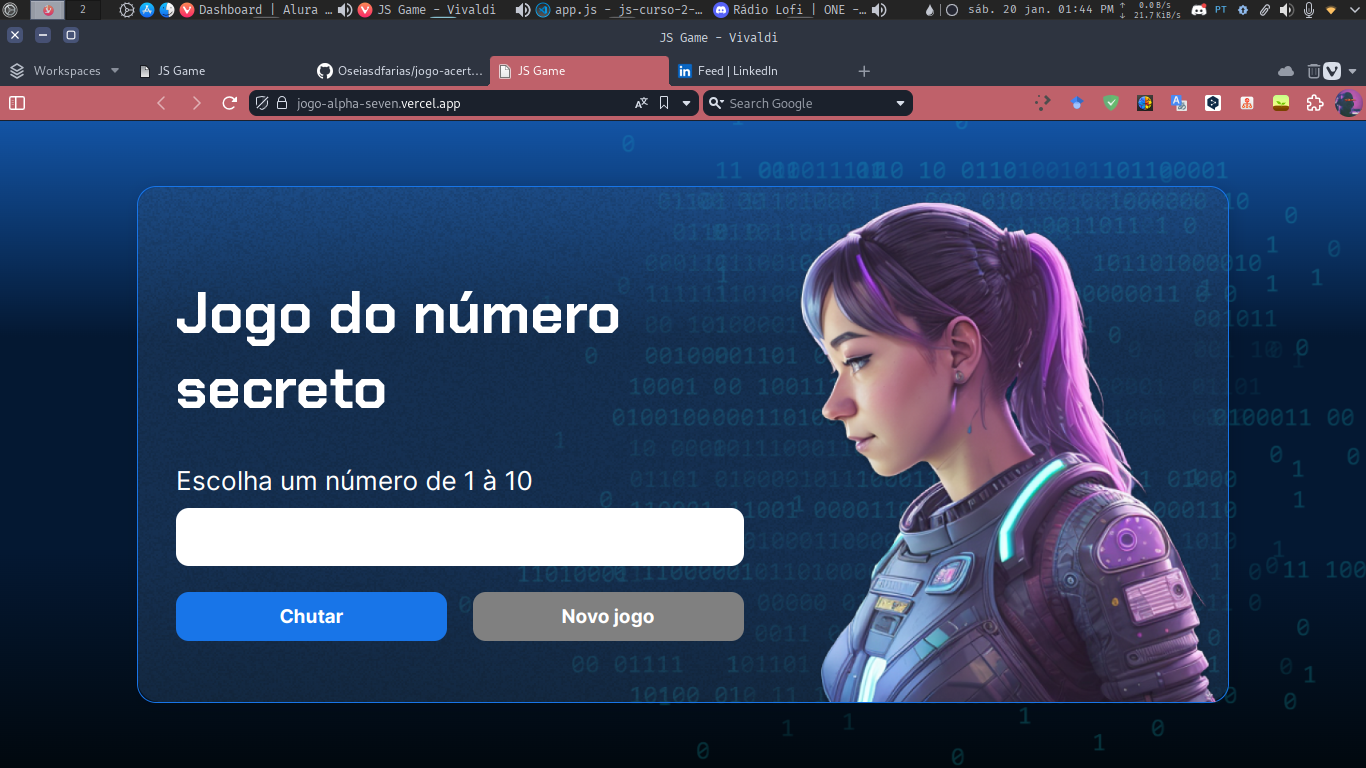 2
Dashboard | Alura …
JS Game - Vivaldi
app.js - js-curso-2-…
Rádio Lofi | ONE -…
sáb. 20 jan. 01:44 PM
0.0 B/s
21.7 KiB/s
PT
JS Game - Vivaldi
Workspaces
JS Game
Oseiasdfarias/jogo-acert…
JS Game
Feed | LinkedIn
jogo-alpha-seven.vercel.app
Search Google
Jogo do número
secreto
Escolha um número de 1 à 10
Chutar
Novo jogo